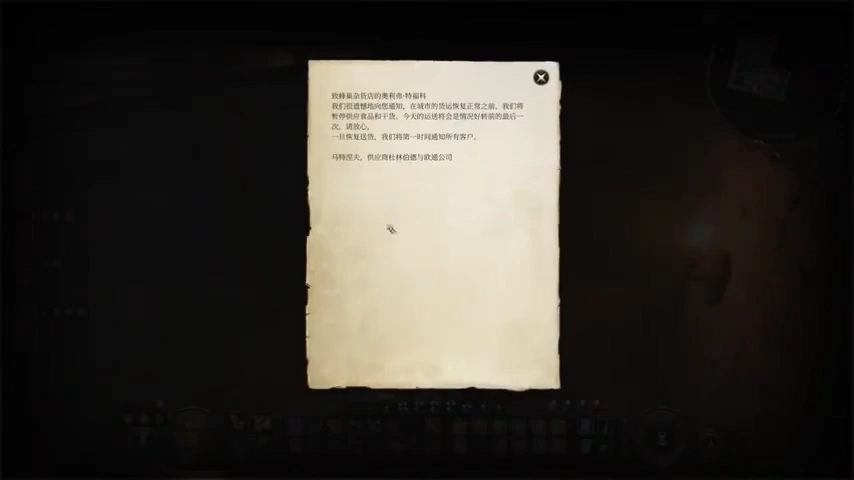 致蜂巢杂货店的奥利弗·特福科
我们很遗憾地向您通知，在城市的货运恢复正常之前，我们将
暂停供应食品和干货。今天的运送将会是情况好转前的最后一
次，请放心，
一旦恢复送货，我们将第一时间通知所有客户。
马特涅夫，供应商杜林伯德与欧通公司